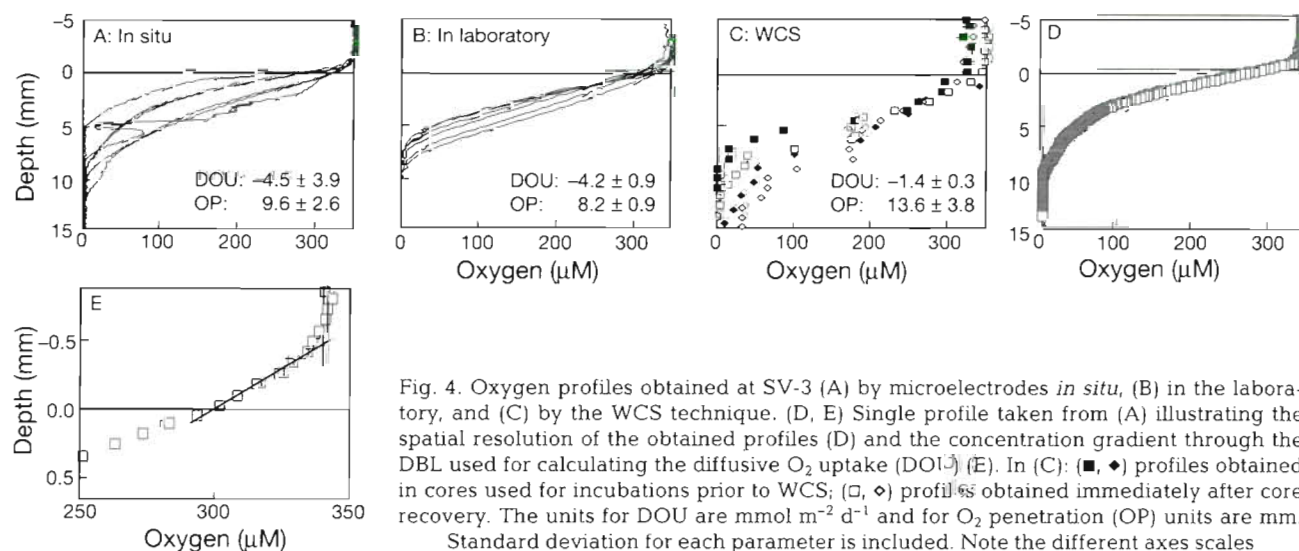 A: In situ
B: In laboratory
C: WCS
D
-5
0
5
10
15
Depth (mm)
DOU: -4.5 ± 3.9
OP: 9.6 ± 2.6
DOU: -4.2 ± 0.9
OP: 8.2 ± 0.9
DOU: -1.4 ± 0.3
OP: 13.6 ± 3.8
-5
0
5
10
15
0 100 200 300
0 100 200 300
0 100 200 300
0 100 200 300
Oxygen (µM)
Oxygen (µM)
Oxygen (µM)
Oxygen (µM)
E
-0.5
0.0
0.5
Depth (mm)
250 300 350
Oxygen (µM)
Fig. 4. Oxygen profiles obtained at SV-3 (A) by microelectrodes in situ, (B) in the labora-
tory, and (C) by the WCS technique. (D, E) Single profile taken from (A) illustrating the
spatial resolution of the obtained profiles (D) and the concentration gradient through the
DBL used for calculating the diffusive O₂ uptake (DOU) (E). In (C): (■, ◆) profiles obtained
in cores used for incubations prior to WCS; (□, ◇) profiles obtained immediately after core
recovery. The units for DOU are mmol m⁻² d⁻¹ and for O₂ penetration (OP) units are mm.
Standard deviation for each parameter is included. Note the different axes scales